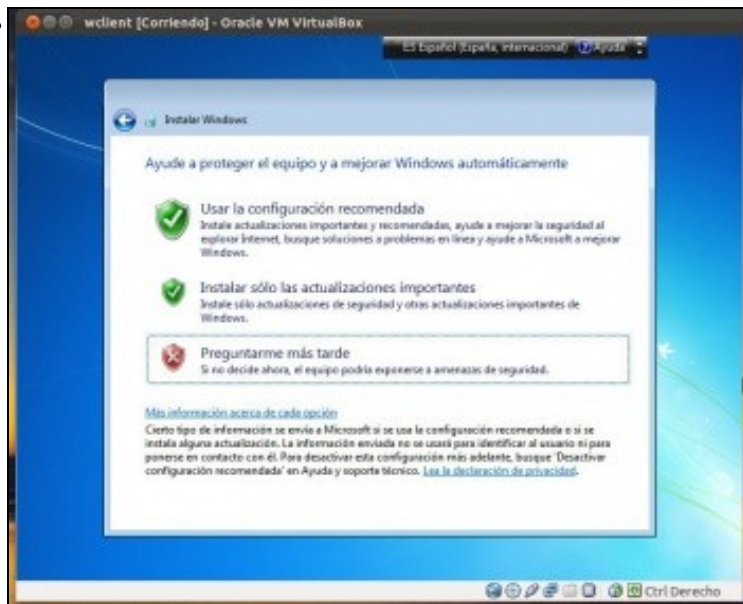 wclient [Corriendo] - Oracle VM VirtualBox
ES Español (España, internacional) Ayuda
Instalar Windows
Ayude a proteger el equipo y a mejorar Windows automáticamente
Usar la configuración recomendada
Instale actualizaciones importantes y recomendadas, ayude a mejorar la seguridad al
explorar Internet, busque soluciones a problemas en línea y ayude a Microsoft a mejorar
Windows.
Instalar sólo las actualizaciones importantes
Instale sólo actualizaciones de seguridad y otras actualizaciones importantes de
Windows.
Preguntarme más tarde
Si no decide ahora, el equipo podría exponerse a amenazas de seguridad.
Más información acerca de cada opción
Cierto tipo de información se envía a Microsoft si se usa la configuración recomendada o si se
instala alguna actualización. La información enviada no se usará para identificar al usuario ni para
ponerse en contacto con él. Para desactivar esta configuración más adelante, busque 'Desactivar
configuración recomendada' en Ayuda y soporte técnico. Lea la declaración de privacidad.
Ctrl Derecho